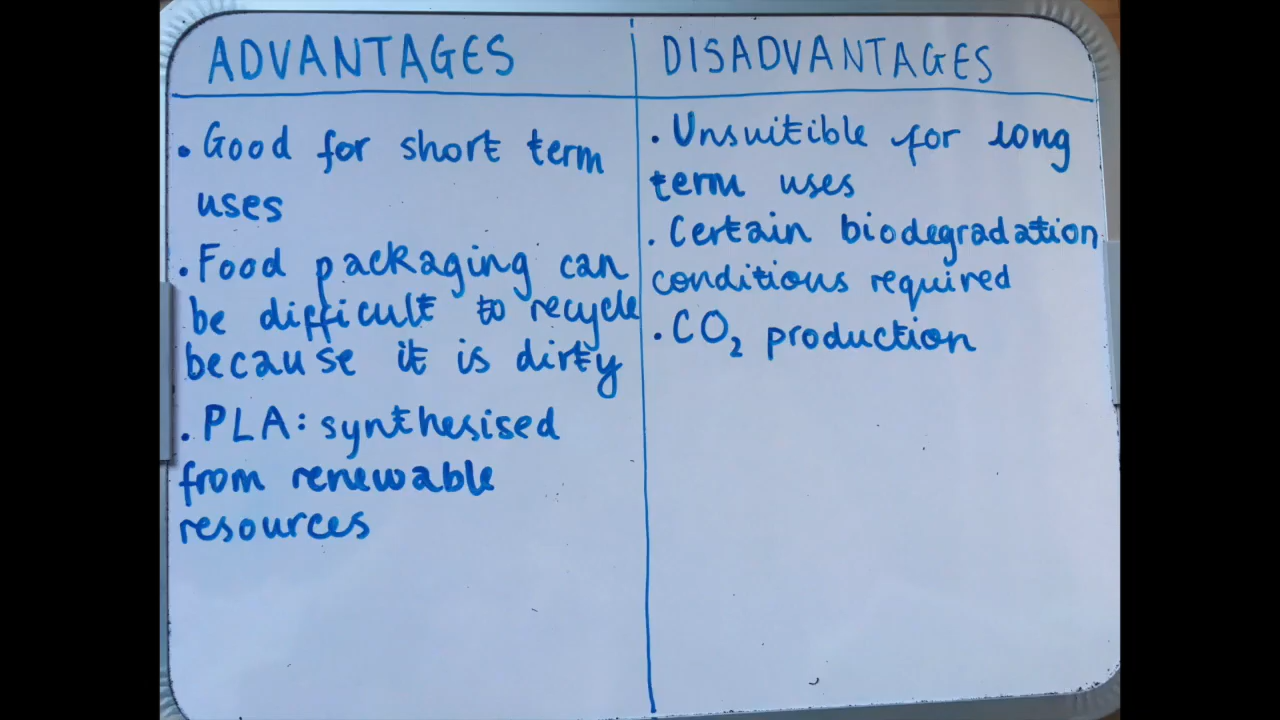 ADVANTAGES
• Good for short term
uses
• Food packaging can
be difficult to recycle
because it is dirty
• PLA: synthesised
from renewable
resources
DISADVANTAGES
• Unsuitible for long
term uses
• Certain biodegradation
conditions required
• CO₂ production